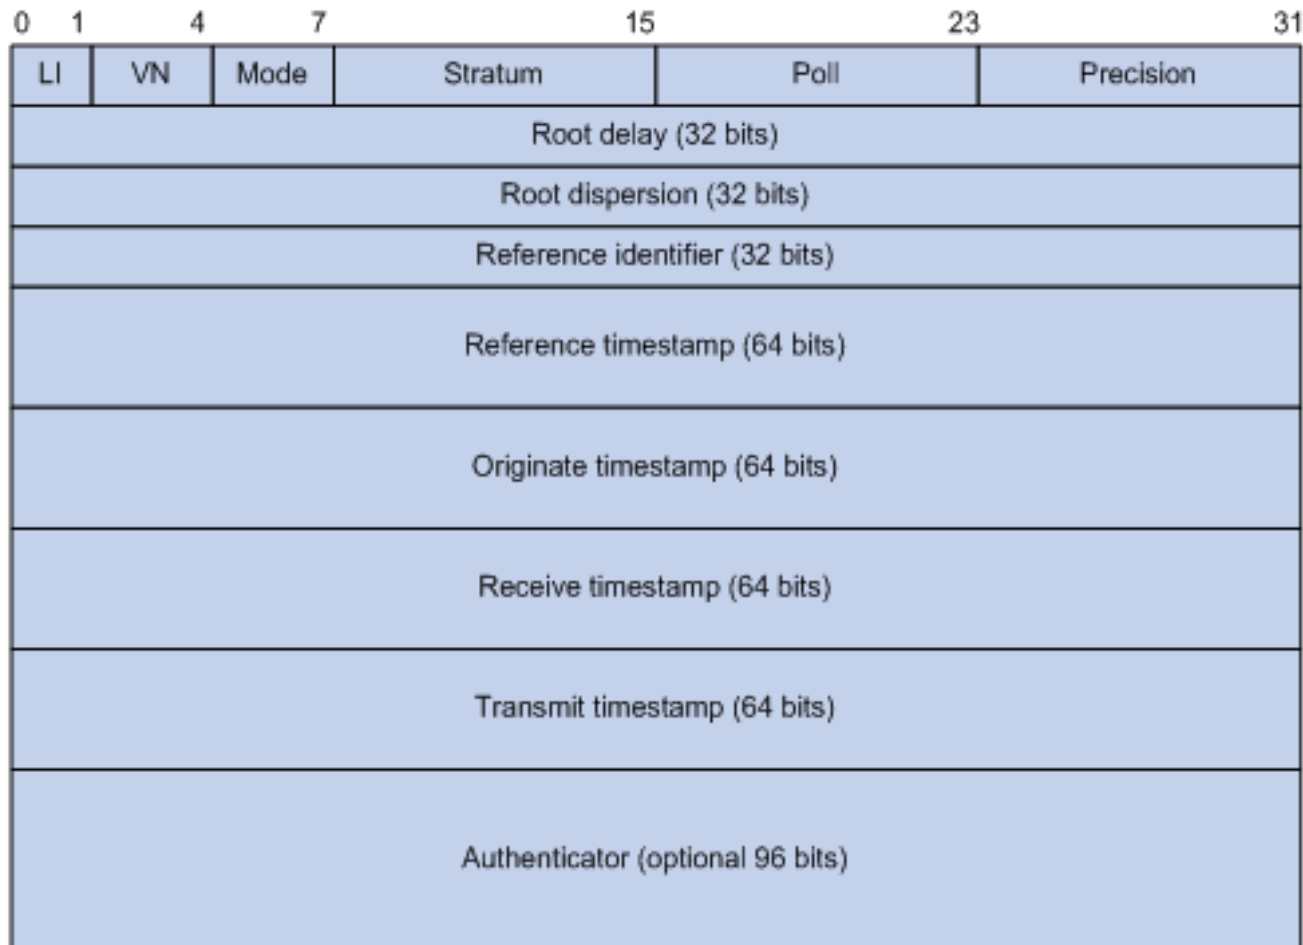 0 1 4 7 15 23 31
LI VN Mode Stratum Poll Precision
Root delay (32 bits)
Root dispersion (32 bits)
Reference identifier (32 bits)
Reference timestamp (64 bits)
Originate timestamp (64 bits)
Receive timestamp (64 bits)
Transmit timestamp (64 bits)
Authenticator (optional 96 bits)